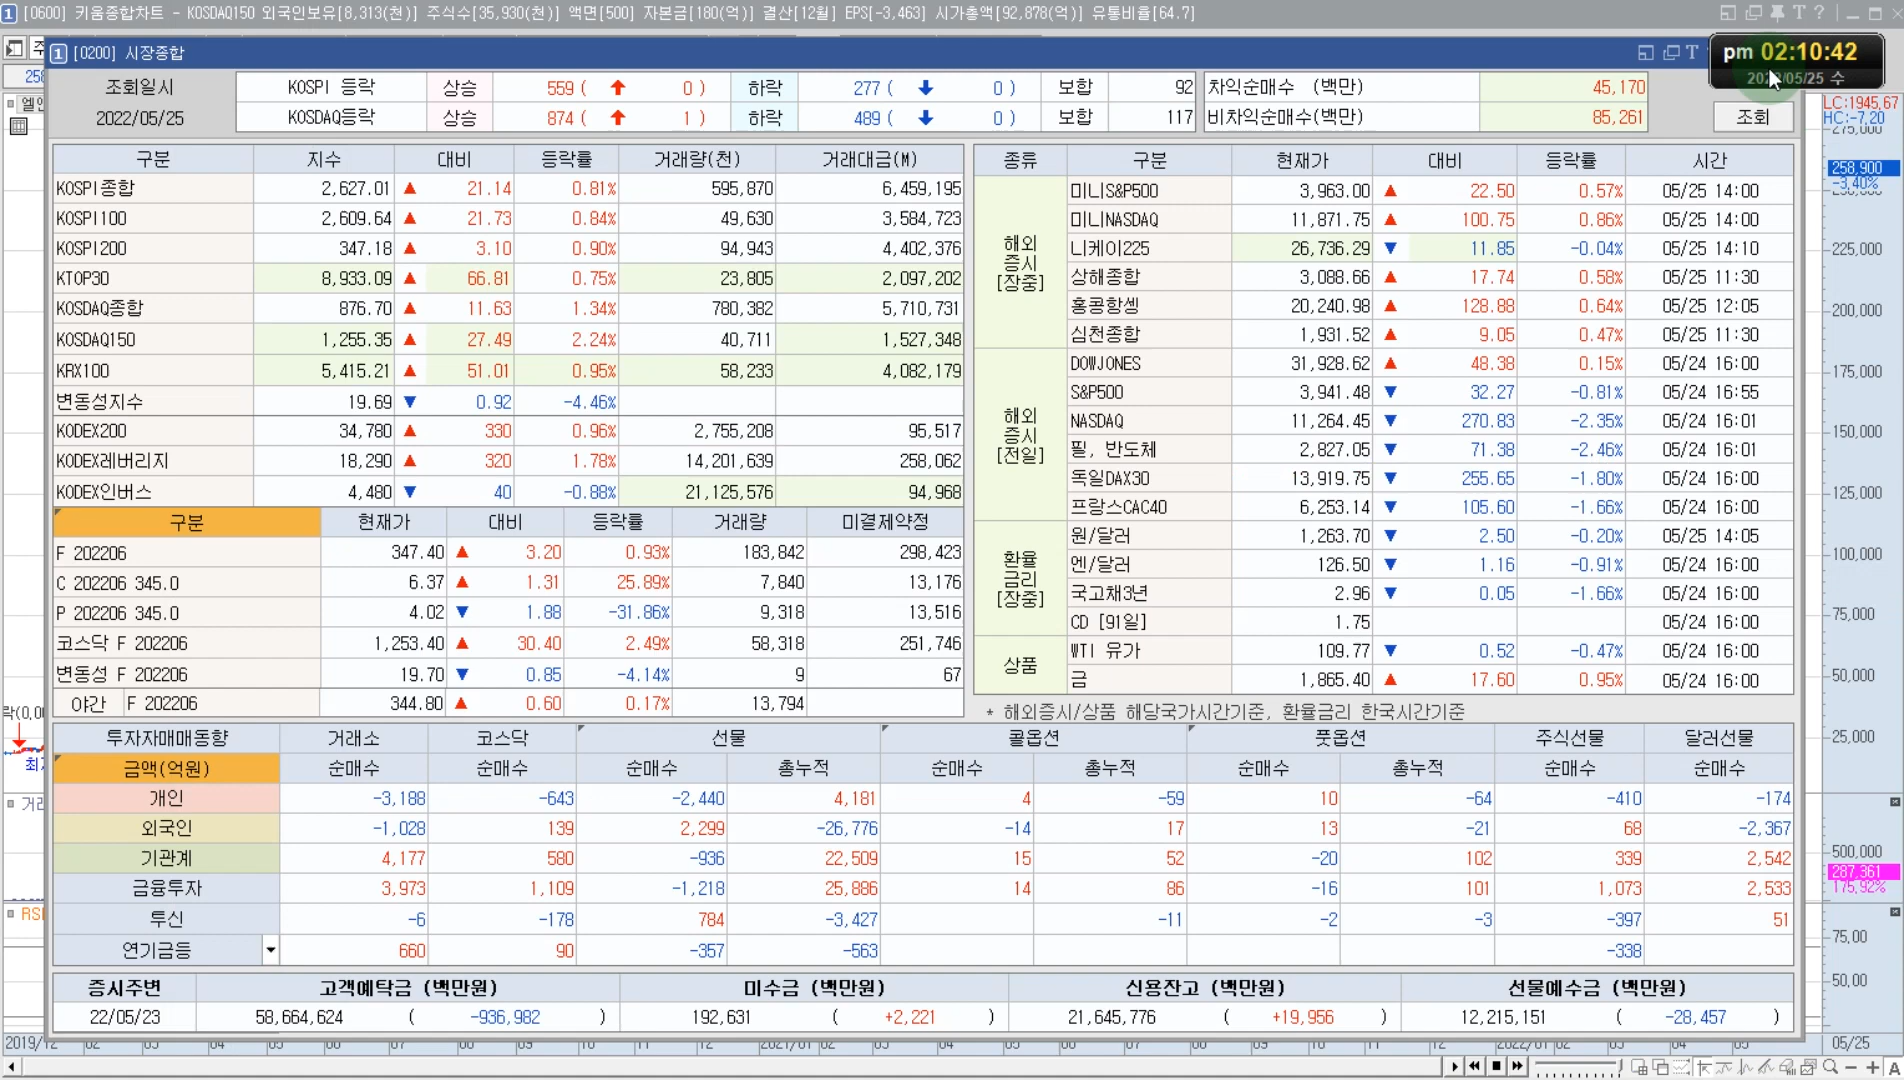 [0600] 키움종합차트 - KOSDAQ150 외국인보유[8,313(천)] 주식수[35,930(천)] 액면[500] 자본금[180(억)] 결산[12월] EPS[-3,463] 시가총액[92,878(억)] 유통비율[64.7]
1 [0200] 시장종합
pm 02:10:42
조회일시 KOSPI 등락 상승 559 ( 0 ) 하락 277 ( 0 ) 보합 92 차익순매수 (백만) 45,170
2022/05/25 KOSDAQ등락 상승 874 ( 1 ) 하락 489 ( 0 ) 보합 117 비차익순매수(백만) 85,261 조회
구분 지수 대비 등락률 거래량(천) 거래대금(M)
KOSPI종합 2,627.01 ▲ 21.14 0.81% 595,870 6,459,195
KOSPI100 2,609.64 ▲ 21.73 0.84% 49,630 3,584,723
KOSPI200 347.18 ▲ 3.10 0.90% 94,943 4,402,376
KTOP30 8,933.09 ▲ 66.81 0.75% 23,805 2,097,202
KOSDAQ종합 876.70 ▲ 11.63 1.34% 780,382 5,710,731
KOSDAQ150 1,255.35 ▲ 27.49 2.24% 40,711 1,527,348
KRX100 5,415.21 ▲ 51.01 0.95% 58,233 4,082,179
변동성지수 19.69 ▼ 0.92 -4.46%
KODEX200 34,780 ▲ 330 0.96% 2,755,208 95,517
KODEX레버리지 18,290 ▲ 320 1.78% 14,201,639 258,062
KODEX인버스 4,480 ▼ 40 -0.88% 21,125,576 94,968
구분 현재가 대비 등락률 거래량 미결제약정
F 202206 347.40 ▲ 3.20 0.93% 183,842 298,423
C 202206 345.0 6.37 ▲ 1.31 25.89% 7,840 13,176
P 202206 345.0 4.02 ▼ 1.88 -31.86% 9,318 13,516
코스닥 F 202206 1,253.40 ▲ 30.40 2.49% 58,318 251,746
변동성 F 202206 19.70 ▼ 0.85 -4.14% 9 67
야간 F 202206 344.80 ▲ 0.60 0.17% 13,794
종류 구분 현재가 대비 등락률 시간
해외
증시
[장중]
미니S&P500 3,963.00 ▲ 22.50 0.57% 05/25 14:00
미니NASDAQ 11,871.75 ▲ 100.75 0.86% 05/25 14:00
니케이225 26,736.29 ▼ 11.85 -0.04% 05/25 14:10
상해종합 3,088.66 ▲ 17.74 0.58% 05/25 11:30
홍콩항셍 20,240.98 ▲ 128.88 0.64% 05/25 12:05
심천종합 1,931.52 ▲ 9.05 0.47% 05/25 11:30
해외
증시
[전일]
DOWJONES 31,928.62 ▲ 48.38 0.15% 05/24 16:00
S&P500 3,941.48 ▼ 32.27 -0.81% 05/24 16:55
NASDAQ 11,264.45 ▼ 270.83 -2.35% 05/24 16:01
필, 반도체 2,827.05 ▼ 71.38 -2.46% 05/24 16:01
독일DAX30 13,919.75 ▼ 255.65 -1.80% 05/24 16:00
프랑스CAC40 6,253.14 ▼ 105.60 -1.66% 05/24 16:00
환율
금리
[장중]
원/달러 1,263.70 ▼ 2.50 -0.20% 05/25 14:05
엔/달러 126.50 ▼ 1.16 -0.91% 05/24 16:00
국고채3년 2.96 ▼ 0.05 -1.66% 05/24 16:00
CD [91일] 1.75 05/24 16:00
상품
WTI 유가 109.77 ▼ 0.52 -0.47% 05/24 16:00
금 1,865.40 ▲ 17.60 0.95% 05/24 16:00
* 해외증시/상품 해당국가시간기준, 환율금리 한국시간기준
투자자매매동향 거래소 코스닥 선물 콜옵션 풋옵션 주식선물 달러선물
금액(억원) 순매수 순매수 순매수 총누적 순매수 총누적 순매수 총누적 순매수 순매수
개인 -3,188 -643 -2,440 4,181 4 -59 10 -64 -410 -174
외국인 -1,028 139 2,299 -26,776 -14 17 13 -21 68 -2,367
기관계 4,177 580 -936 22,509 15 52 -20 102 339 2,542
금융투자 3,973 1,109 -1,218 25,886 14 86 -16 101 1,073 2,533
투신 -6 -178 784 -3,427 -11 -2 -3 -397 51
연기금등 660 90 -357 -563 -338
증시주변 고객예탁금 (백만원) 미수금 (백만원) 신용잔고 (백만원) 선물예수금 (백만원)
22/05/23 58,664,624 ( -936,982 ) 192,631 ( +2,221 ) 21,645,776 ( +19,956 ) 12,215,151 ( -28,457 )
LC:1945,67
HC:-7,20
258,900
-3,40%
225,000
200,000
175,000
150,000
125,000
100,000
75,000
50,000
25,000
500,000
287,361
175,92%
75,00
50,00
05/25